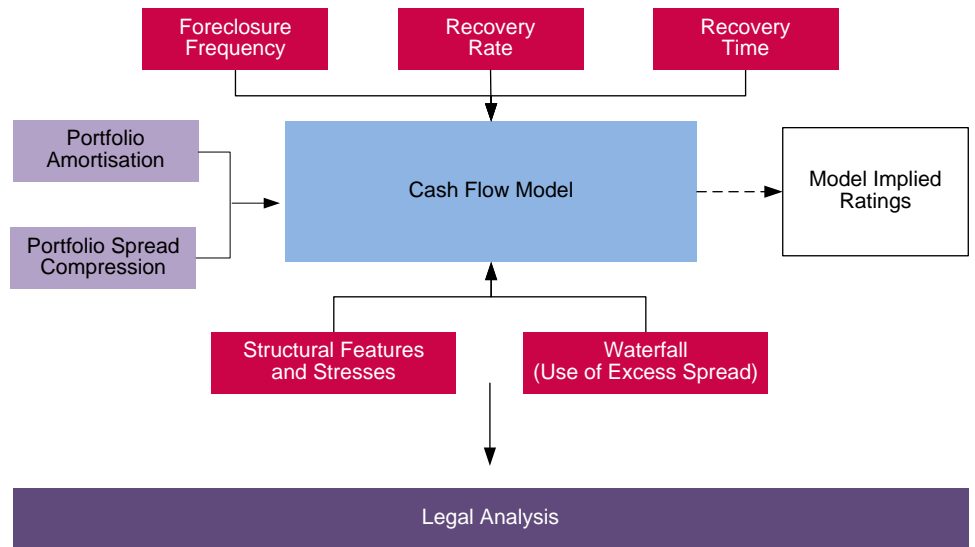 Foreclosure
Frequency
Recovery
Rate
Recovery
Time
Portfolio
Amortisation
Portfolio Spread
Compression
Cash Flow Model
Model Implied
Ratings
Structural Features
and Stresses
Waterfall
(Use of Excess Spread)
Legal Analysis